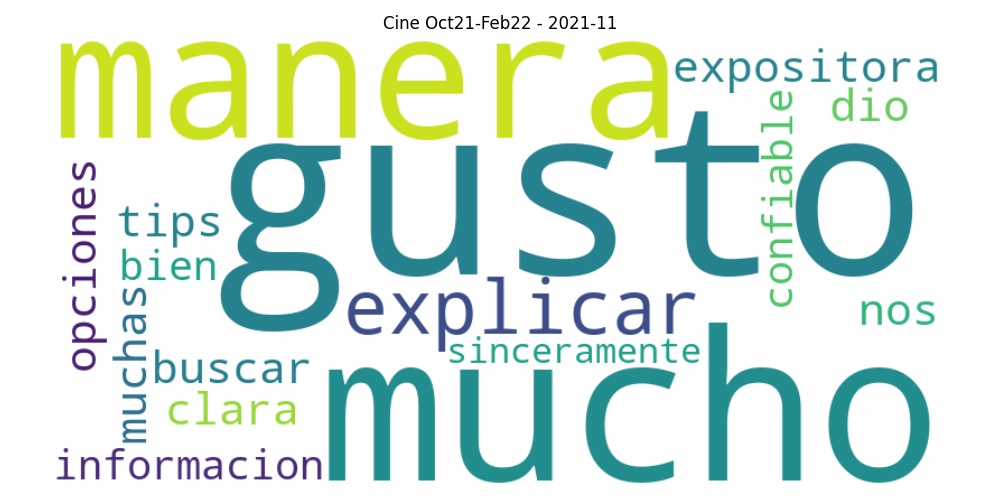 Cine Oct21-Feb22 - 2021-11
manera
expositora
dio
confiable
gusto
opciones
tips
bien
explicar
nos
muchas
sinceramente
buscar
mucho
clara
informacion